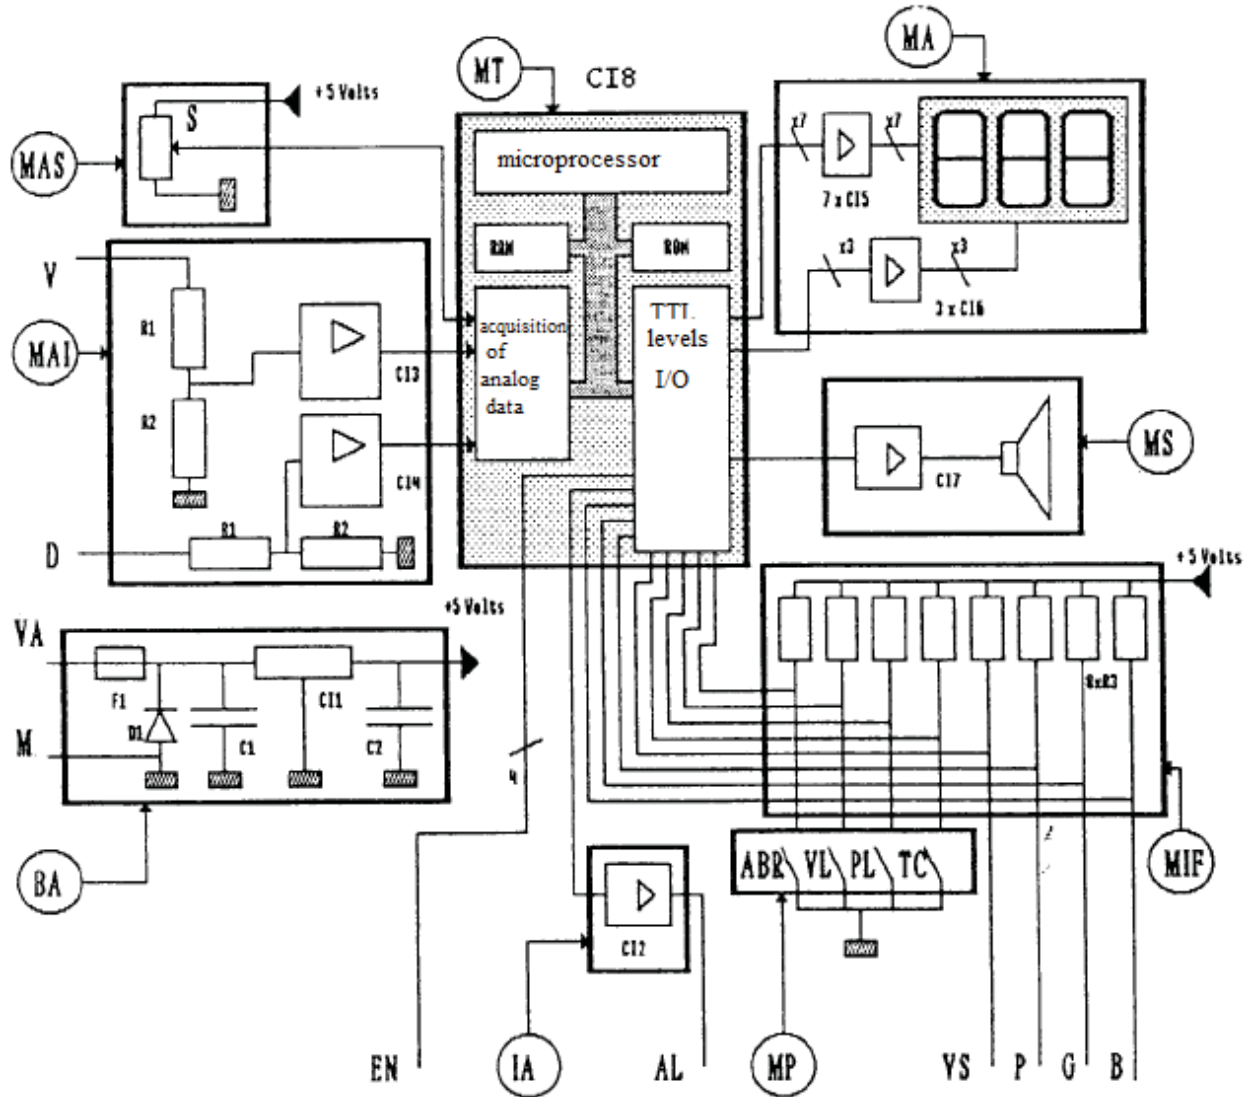 MA
MT
CI8
+5 Volts
S
MAS
microprocessor
x7
x7
7 x CI5
RAM
ROM
x3
x3
3 x CI6
V
R1
MAI
CI3
acquisition
of
analog
data
TTL
levels
I/O
R2
CI4
CI7
MS
D
R1
R2
+5 Volts
+5 Volts
VA
F1
D1
C1
CI1
C2
M
8xR3
4
BA
ABR
VL
PL
TC
MIF
CI2
EN
IA
AL
MP
VS
P
G
B